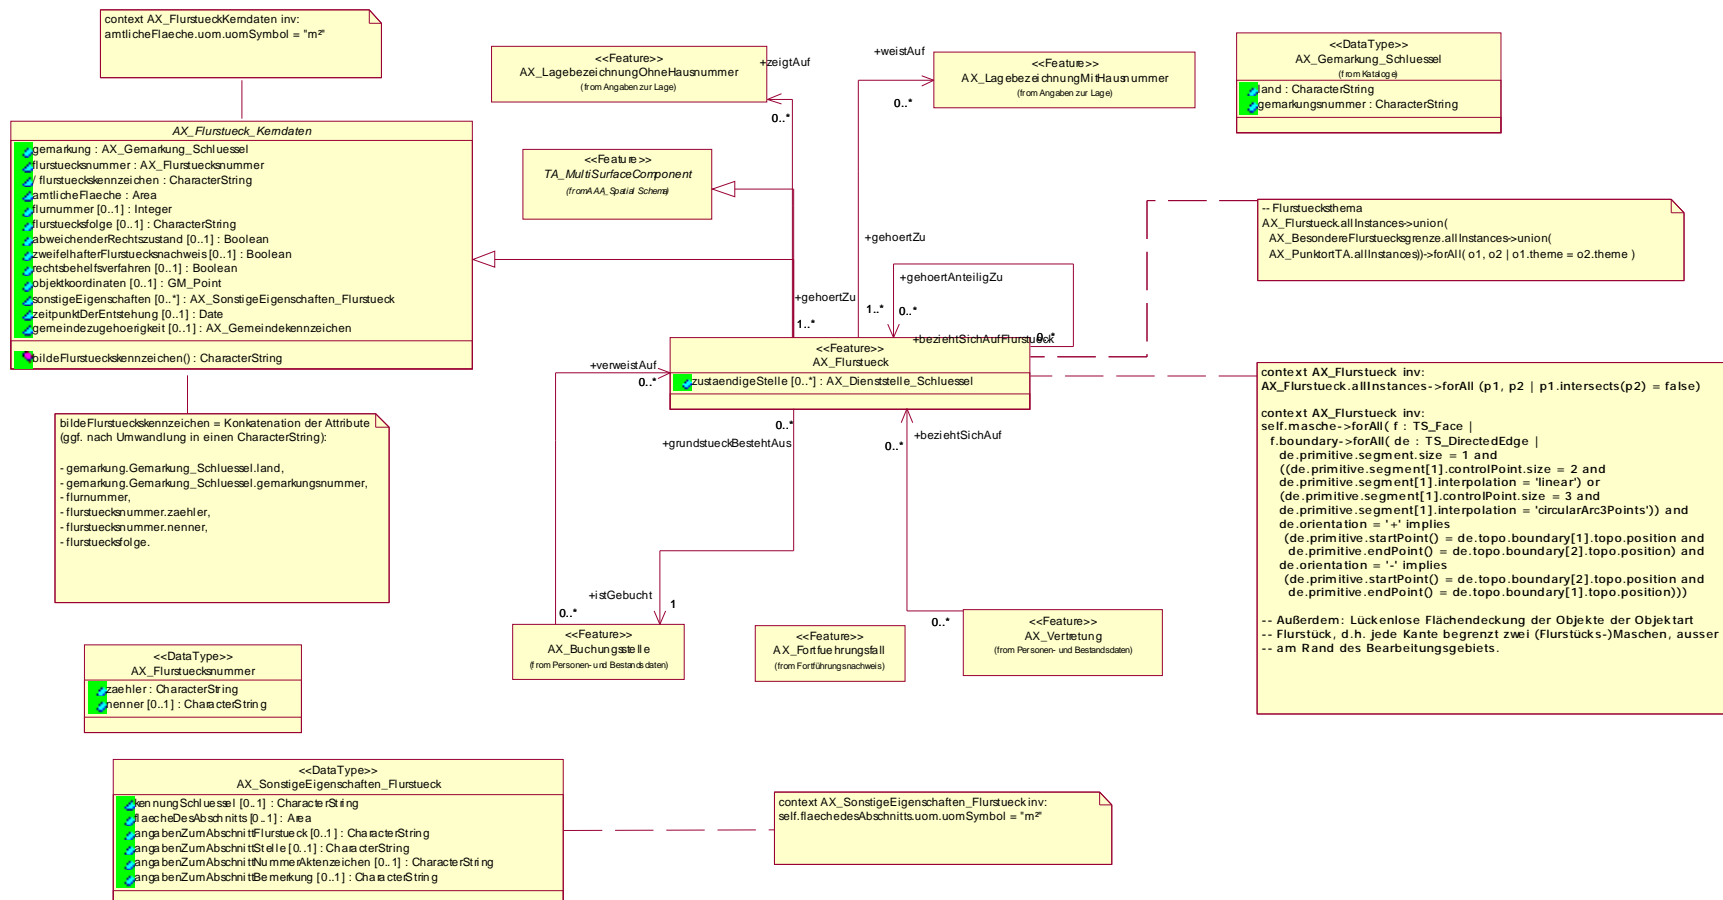 context AX_FlurstueckKerndaten inv:
amtlicheFlaeche.uom.uomSymbol = "m²"
<<Feature>>
AX_LagebezeichnungOhneHausnummer
(from Angaben zur Lage)
+zeigtAuf
0..*
+weistAuf
0..*
<<Feature>>
AX_LagebezeichnungMitHausnummer
(from Angaben zur Lage)
<<DataType>>
AX_Gemarkung_Schluessel
(from Kataloge)
land : CharacterString
gemarkungsnummer : CharacterString
AX_Flurstueck_Kerndaten
gemarkung : AX_Gemarkung_Schluessel
flurstuecksnummer : AX_Flurstuecksnummer
/ flurstueckskennzeichen : CharacterString
amtlicheFlaeche : Area
flurnummer [0..1] : Integer
flurstuecksfolge [0..1] : CharacterString
abweichenderRechtszustand [0..1] : Boolean
zweifelhafterFlurstuecksnachweis [0..1] : Boolean
rechtsbehelfsverfahren [0..1] : Boolean
objektkoordinaten [0..1] : GM_Point
sonstigeEigenschaften [0..*] : AX_SonstigeEigenschaften_Flurstueck
zeitpunktDerEntstehung [0..1] : Date
gemeindezugehoerigkeit [0..1] : AX_Gemeindekennzeichen
bildeFlurstueckskennzeichen() : CharacterString
<<Feature>>
TA_MultiSurfaceComponent
(from AAA_Spatial Schema)
-- Flurstuecksthema
AX_Flurstueck.allInstances->union(
AX_BesondereFlurstuecksgrenze.allInstances->union(
AX_PunktortTA.allInstances))->forAll( o1, o2 | o1.theme = o2.theme )
+gehoertZu
1..*
+gehoertZu
1..*
+gehoertAnteiligZu
0..*
0..*
+beziehtSichAufFlurstueck
<<Feature>>
AX_Flurstueck
zustaendigeStelle [0..*] : AX_Dienststelle_Schluessel
+verweistAuf
0..*
0..*
+grundstueckBestehtAus
0..*
+beziehtSichAuf
context AX_Flurstueck inv:
AX_Flurstueck.allInstances->forAll (p1, p2 | p1.intersects(p2) = false)
context AX_Flurstueck inv:
self.masche->forAll( f : TS_Face |
f.boundary->forAll( de : TS_DirectedEdge |
de.primitive.segment.size = 1 and
((de.primitive.segment[1].controlPoint.size = 2 and
de.primitive.segment[1].interpolation = 'linear') or
(de.primitive.segment[1].controlPoint.size = 3 and
de.primitive.segment[1].interpolation = 'circularArc3Points')) and
de.orientation = '+' implies
(de.primitive.startPoint() = de.topo.boundary[1].topo.position and
de.primitive.endPoint() = de.topo.boundary[2].topo.position) and
de.orientation = '-' implies
(de.primitive.startPoint() = de.topo.boundary[2].topo.position and
de.primitive.endPoint() = de.topo.boundary[1].topo.position)))
-- Außerdem: Lückenlose Flächendeckung der Objekte der Objektart
-- Flurstück, d.h. jede Kante begrenzt zwei (Flurstücks-)Maschen, ausser
-- am Rand des Bearbeitungsgebiets.
bildeFlurstueckskennzeichen = Konkatenation der Attribute
(ggf. nach Umwandlung in einen CharacterString):
- gemarkung.Gemarkung_Schluessel.land,
- gemarkung.Gemarkung_Schluessel.gemarkungsnummer,
- flurnummer,
- flurstuecksnummer.zaehler,
- flurstuecksnummer.nenner,
- flurstuecksfolge.
+istGebucht
0..*
1
0..*
<<Feature>>
AX_Buchungsstelle
(from Personen- und Bestandsdaten)
<<Feature>>
AX_Fortfuehrungsfall
(from Fortführungsnachweis)
<<Feature>>
AX_Vertretung
(from Personen- und Bestandsdaten)
<<DataType>>
AX_Flurstuecksnummer
zaehler : CharacterString
nenner [0..1] : CharacterString
<<DataType>>
AX_SonstigeEigenschaften_Flurstueck
kennungSchluessel [0..1] : CharacterString
flaecheDesAbschnitts [0..1] : Area
angabenZumAbschnittFlurstueck [0..1] : CharacterString
angabenZumAbschnittStelle [0..1] : CharacterString
angabenZumAbschnittNummerAktenzeichen [0..1] : CharacterString
angabenZumAbschnittBemerkung [0..1] : CharacterString
context AX_SonstigeEigenschaften_Flurstueck inv:
self.flaechedesAbschnitts.uom.uomSymbol = "m²"